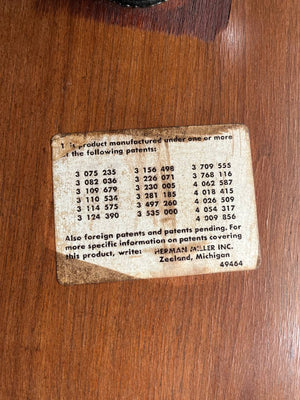 This product manufactured under one or more
of the following patents:
3 075 235 3 156 498 3 709 555
3 082 036 3 226 071 3 768 116
3 109 679 3 230 005 4 062 587
3 110 534 3 281 185 4 018 415
3 114 575 3 497 260 4 026 509
3 124 390 3 535 000 4 054 317
4 009 856
Also foreign patents and patents pending. For
more specific information on patents covering
this product, write: HERMAN MILLER INC.
Zeeland, Michigan
49464